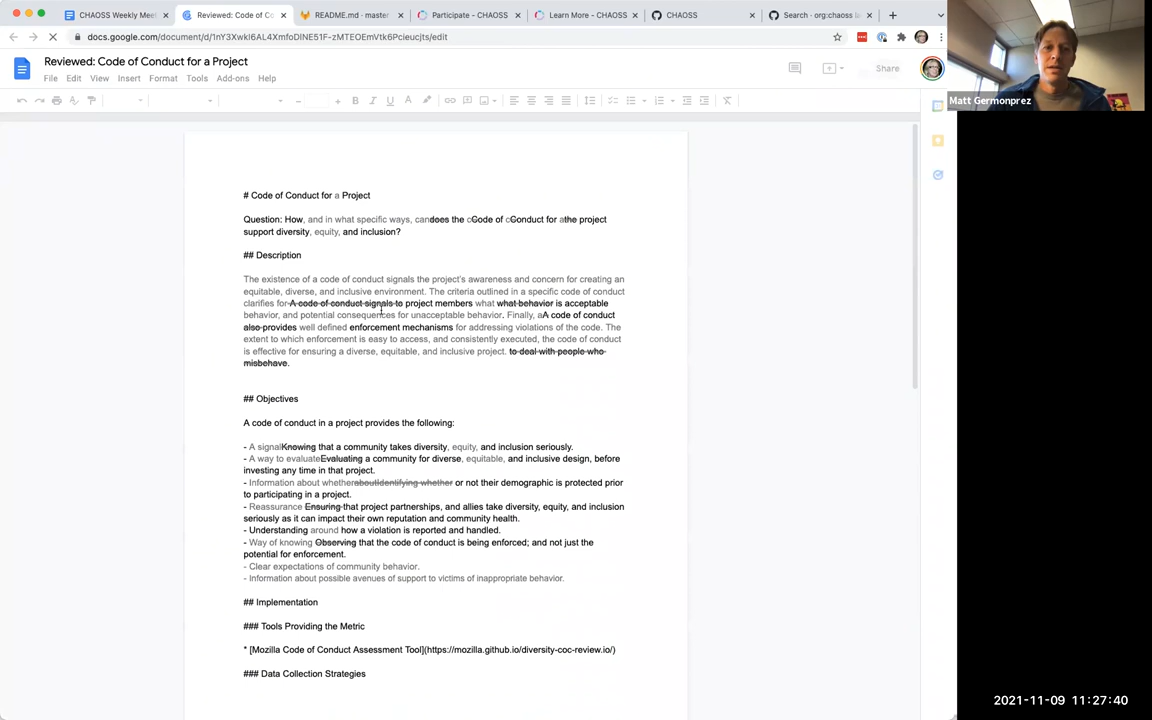 CHAOSS Weekly Meet
Reviewed: Code of Co
README.md · master
Participate – CHAOSS
Learn More – CHAOSS
CHAOSS
Search · org:chaoss l
docs.google.com/document/d/1nY3Xwkl6AL4XmfoDlNE51F-zMTEOEmVtk6Pcieucjts/edit
Reviewed: Code of Conduct for a Project
File Edit View Insert Format Tools Add-ons Help
Share
Matt Germonprez
# Code of Conduct for a Project
Question: How, and in what specific ways, candoes the cCode of cConduct for athe project
support diversity, equity, and inclusion?
## Description
The existence of a code of conduct signals the project's awareness and concern for creating an
equitable, diverse, and inclusive environment. The criteria outlined in a specific code of conduct
clarifies for A code of conduct signals to project members what what behavior is acceptable
behavior, and potential consequences for unacceptable behavior. Finally, aA code of conduct
also provides well defined enforcement mechanisms for addressing violations of the code. The
extent to which enforcement is easy to access, and consistently executed, the code of conduct
is effective for ensuring a diverse, equitable, and inclusive project. to deal with people who
misbehave.
## Objectives
A code of conduct in a project provides the following:
- A signalKnowing that a community takes diversity, equity, and inclusion seriously.
- A way to evaluateEvaluating a community for diverse, equitable, and inclusive design, before
investing any time in that project.
- Information about whetheraboutIdentifying whether or not their demographic is protected prior
to participating in a project.
- Reassurance Ensuring that project partnerships, and allies take diversity, equity, and inclusion
seriously as it can impact their own reputation and community health.
- Understanding around how a violation is reported and handled.
- Way of knowing Observing that the code of conduct is being enforced; and not just the
potential for enforcement.
- Clear expectations of community behavior.
- Information about possible avenues of support to victims of inappropriate behavior.
## Implementation
### Tools Providing the Metric
* [Mozilla Code of Conduct Assessment Tool](https://mozilla.github.io/diversity-coc-review.io/)
### Data Collection Strategies
2021-11-09 11:27:40